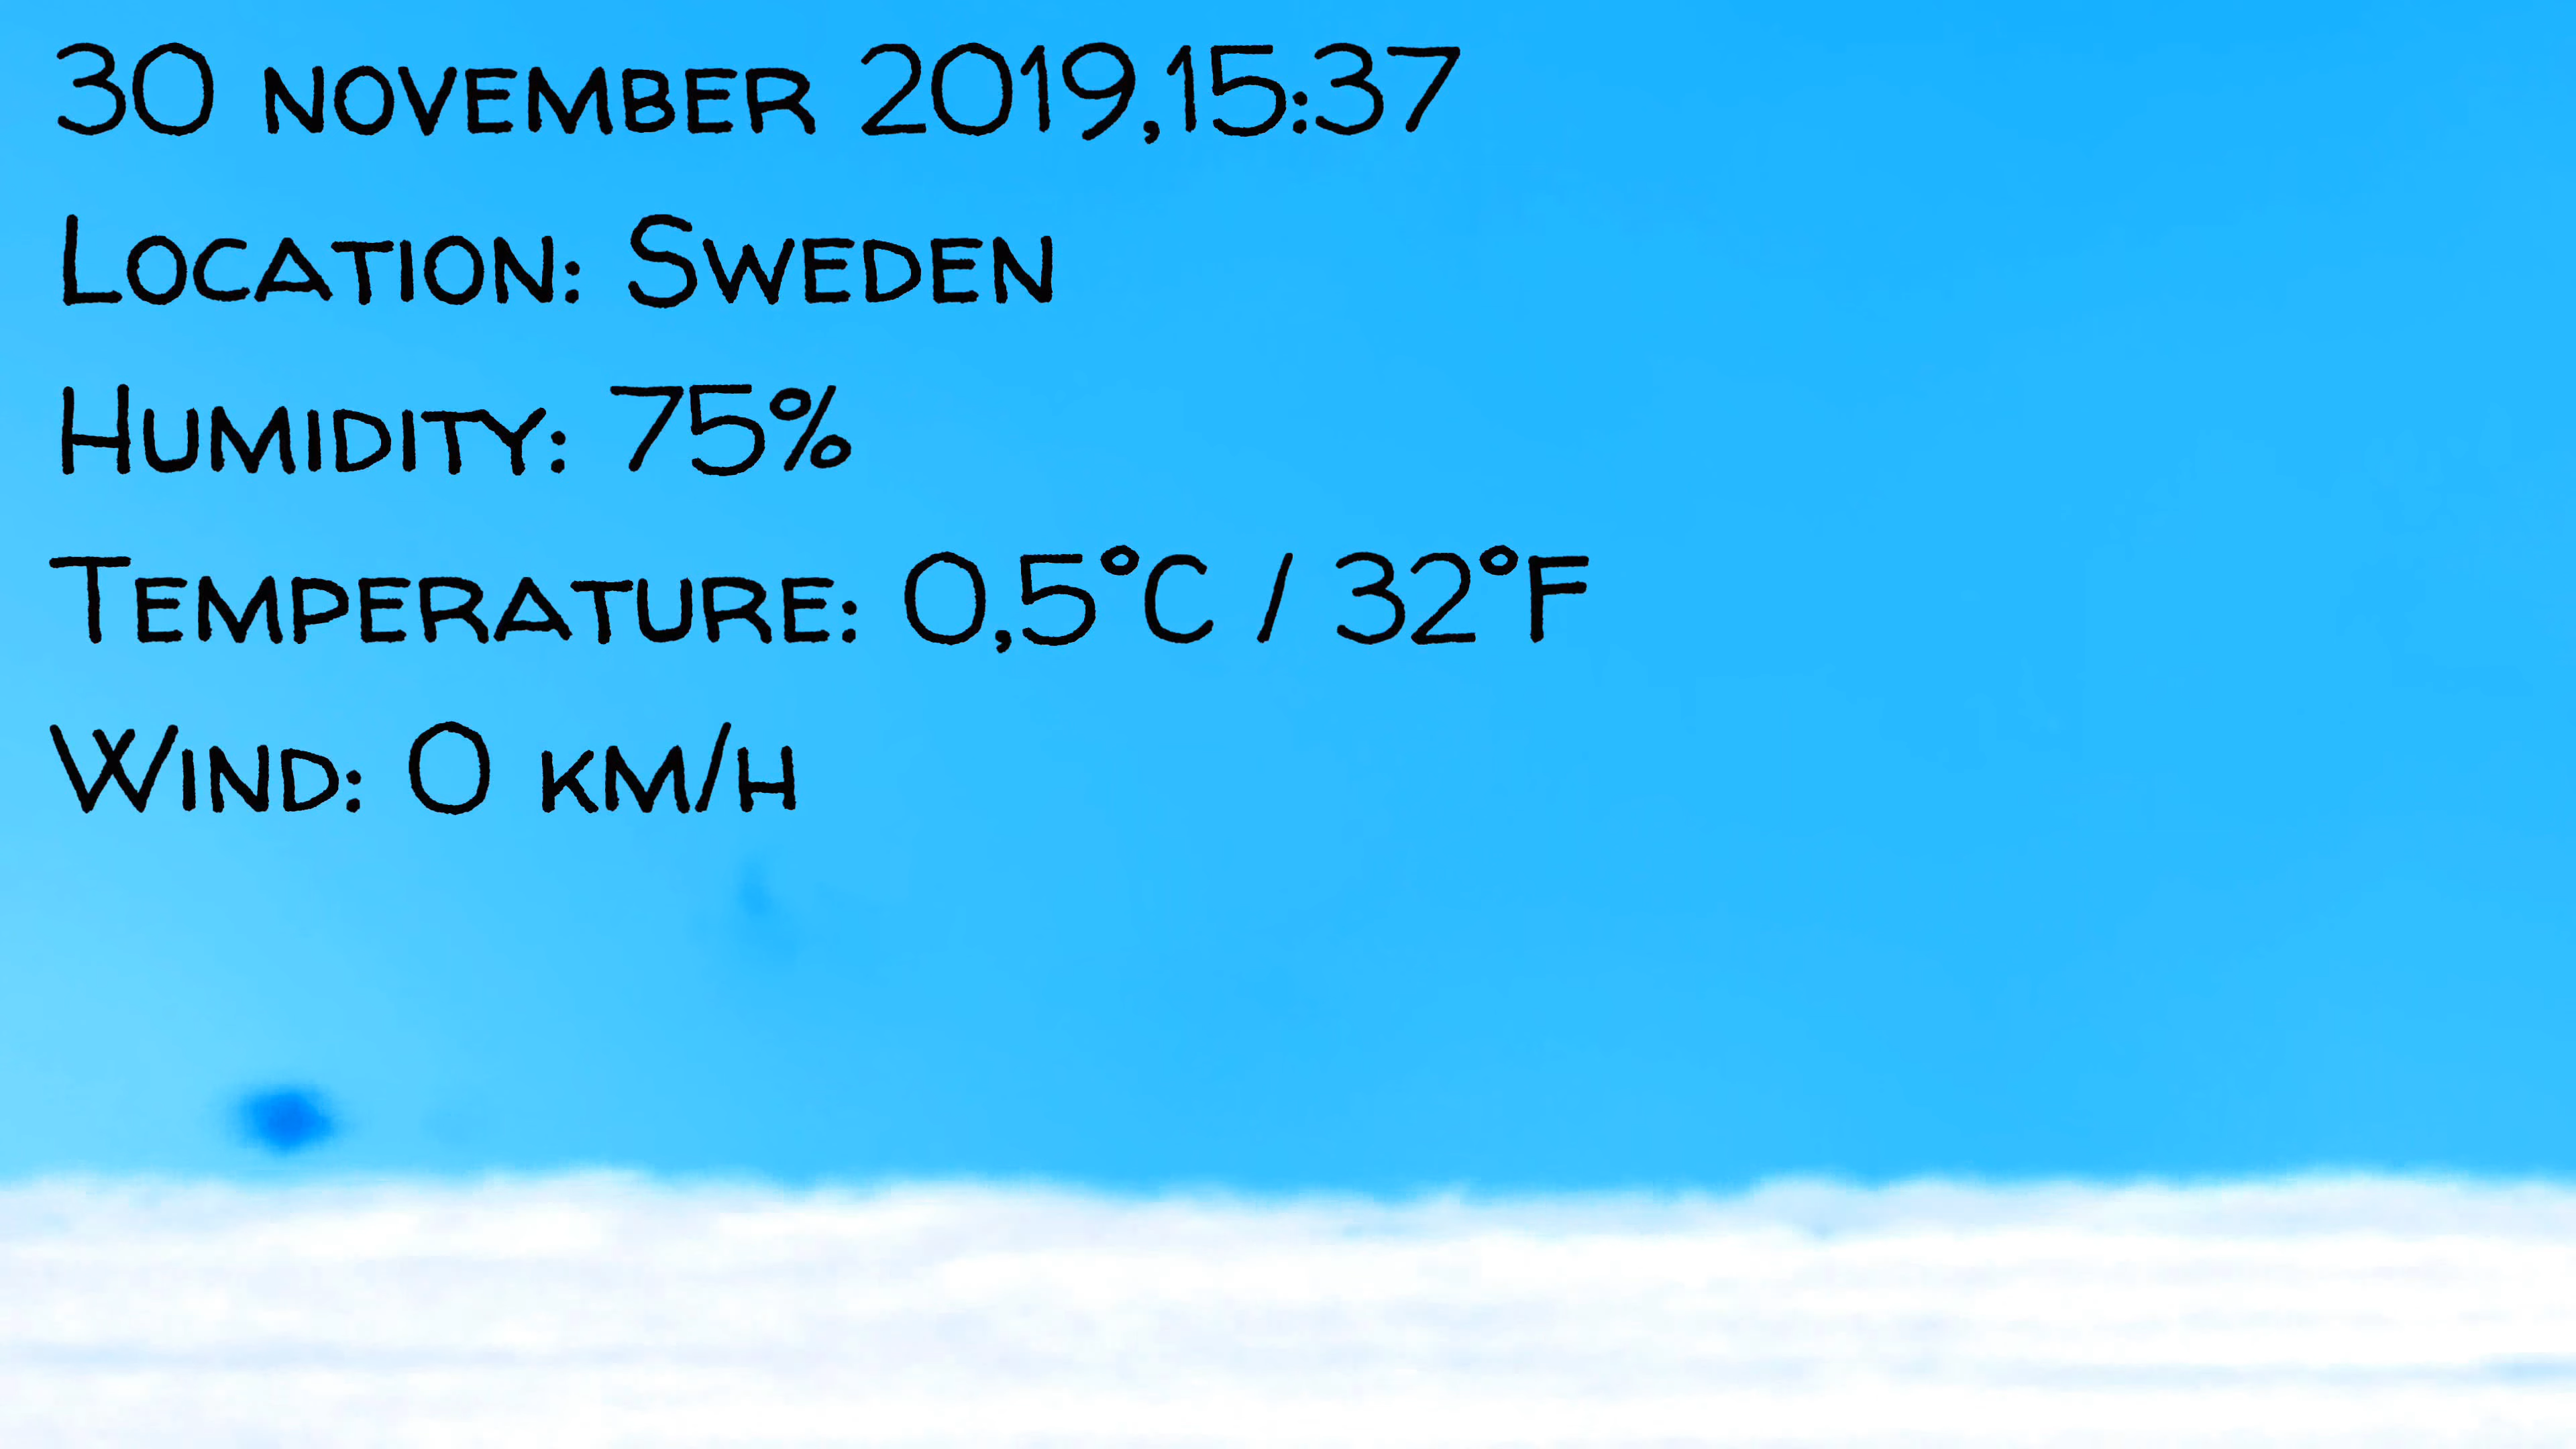 30 november 2019,15:37
Location: Sweden
Humidity: 75%
Temperature: 0,5°C / 32°F
Wind: 0 km/h